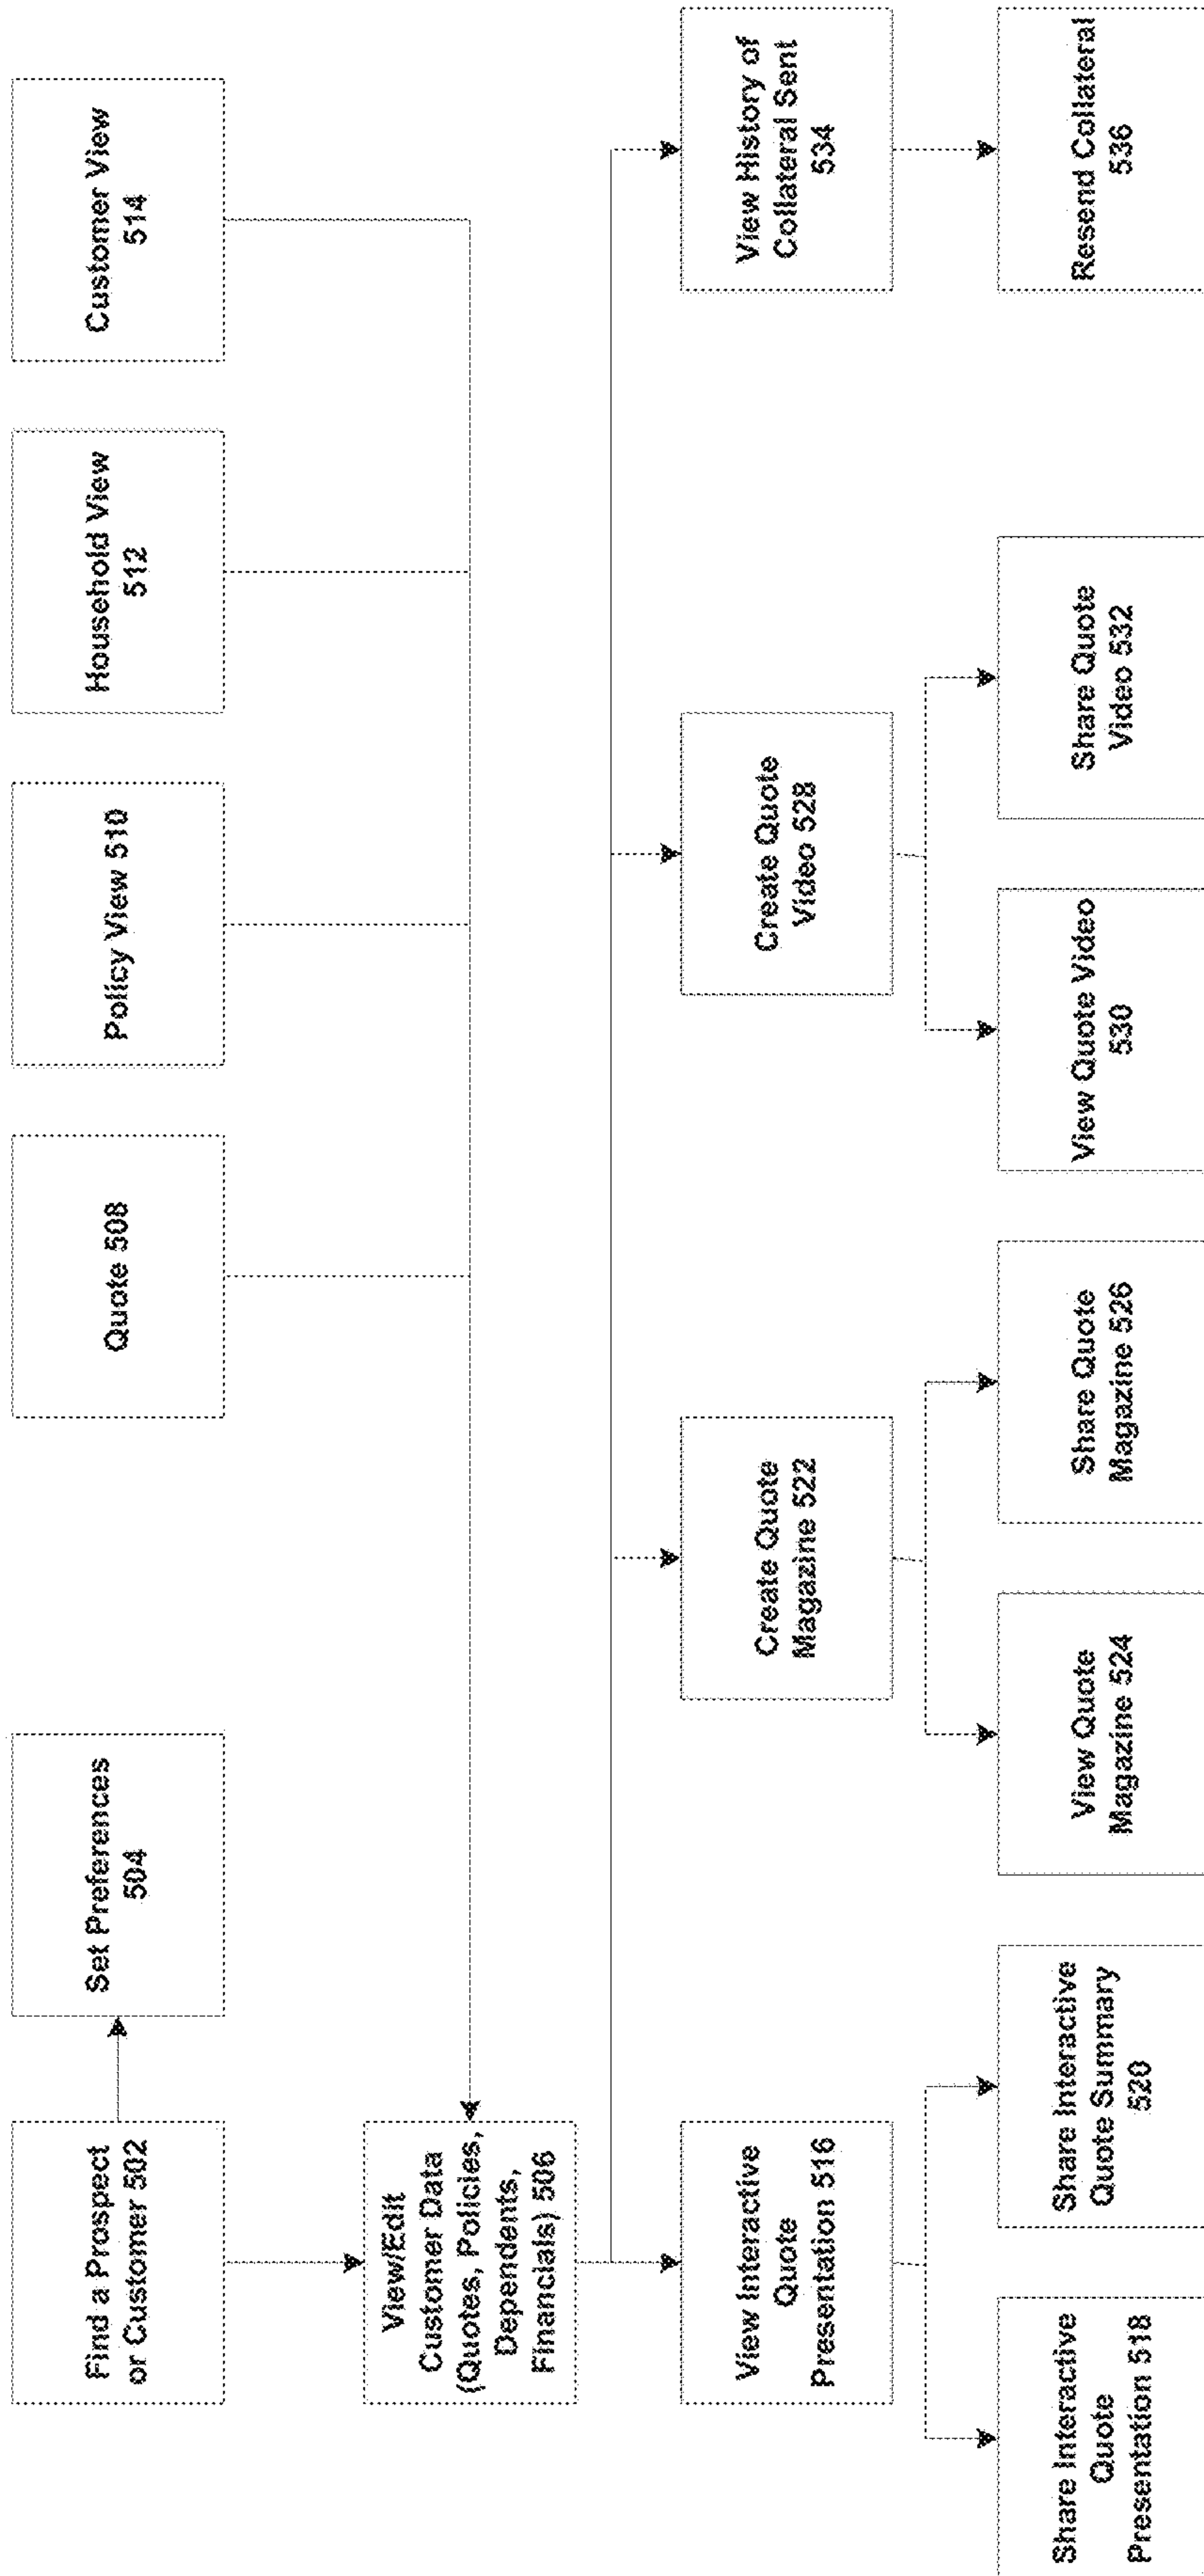 Find a Prospect
or Customer 502
Set Preferences
504
Quote 508
Policy View 510
Household View
512
Customer View
514
View/Edit
Customer Data
(Quotes, Policies,
Dependents,
Financials) 506
View Interactive
Quote
Presentation 516
Create Quote
Magazine 522
Create Quote
Video 528
View History of
Collateral Sent
534
Share Interactive
Quote
Presentation 518
Share Interactive
Quote Summary
520
View Quote
Magazine 524
Share Quote
Magazine 526
View Quote Video
530
Share Quote
Video 532
Resend Collateral
536